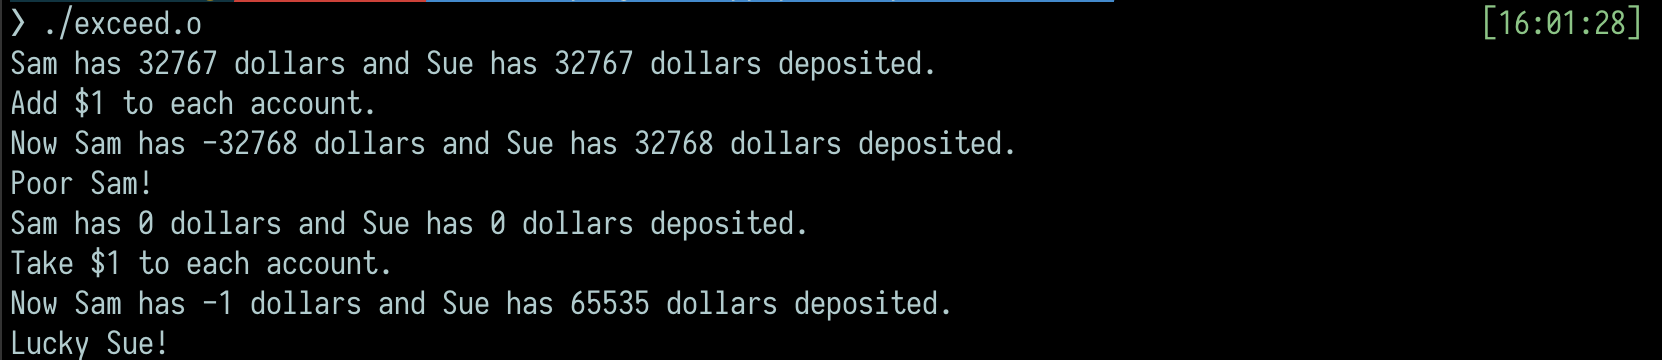 ❯ ./exceed.o [16:01:28]
Sam has 32767 dollars and Sue has 32767 dollars deposited.
Add $1 to each account.
Now Sam has -32768 dollars and Sue has 32768 dollars deposited.
Poor Sam!
Sam has 0 dollars and Sue has 0 dollars deposited.
Take $1 to each account.
Now Sam has -1 dollars and Sue has 65535 dollars deposited.
Lucky Sue!